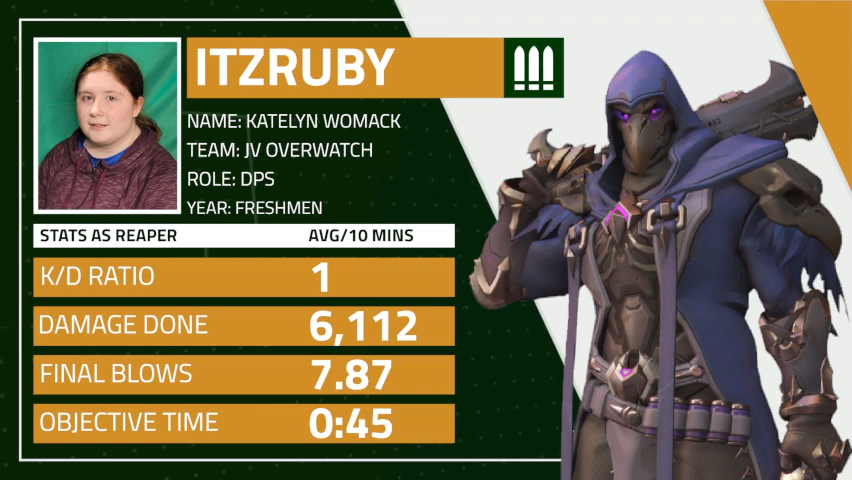 ITZRUBY
NAME: KATELYN WOMACK
TEAM: JV OVERWATCH
ROLE: DPS
YEAR: FRESHMEN
STATS AS REAPER AVG/10 MINS
K/D RATIO 1
DAMAGE DONE 6,112
FINAL BLOWS 7.87
OBJECTIVE TIME 0:45